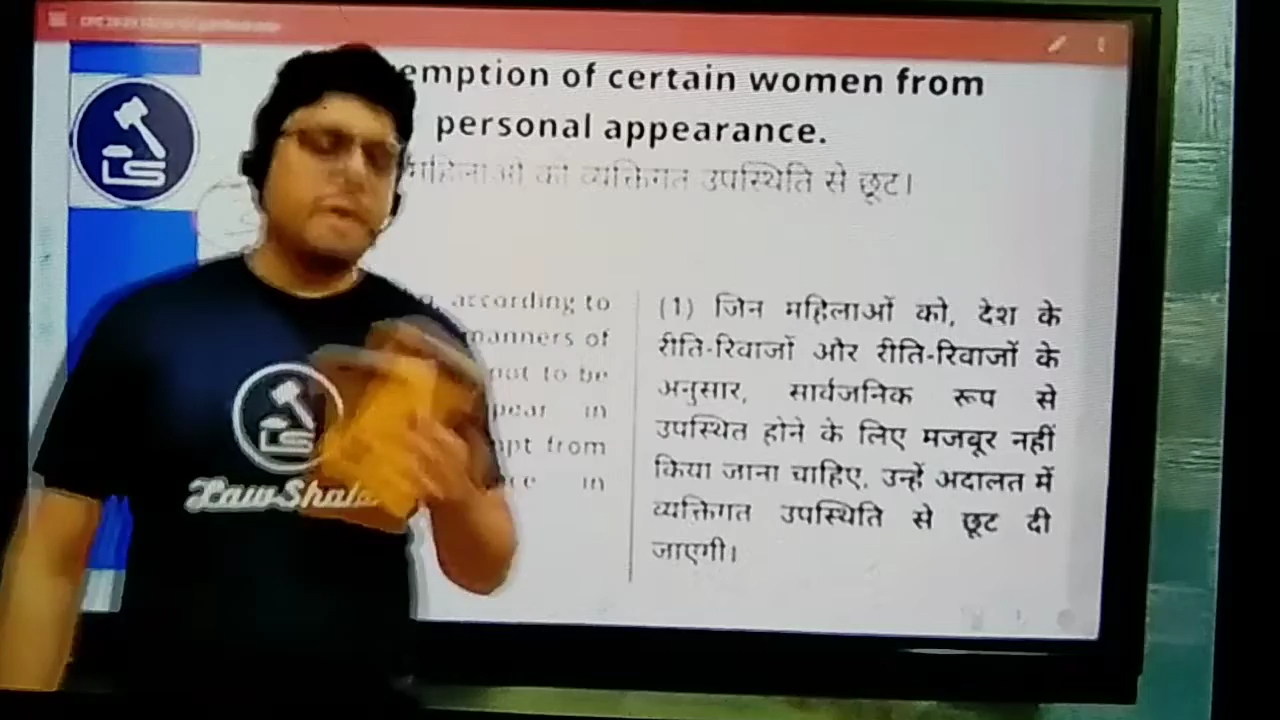 emption of certain women from
personal appearance.
महिलाओं को व्यक्तिगत उपस्थिति से छूट।
according to
manners of
not to be
pear in
pt from
ce in
(1) जिन महिलाओं को, देश के
रीति-रिवाजों और रीति-रिवाजों के
अनुसार, सार्वजनिक रूप से
उपस्थित होने के लिए मजबूर नहीं
किया जाना चाहिए, उन्हें अदालत में
व्यक्तिगत उपस्थिति से छूट दी
जाएगी।
LS
LS
LawShala